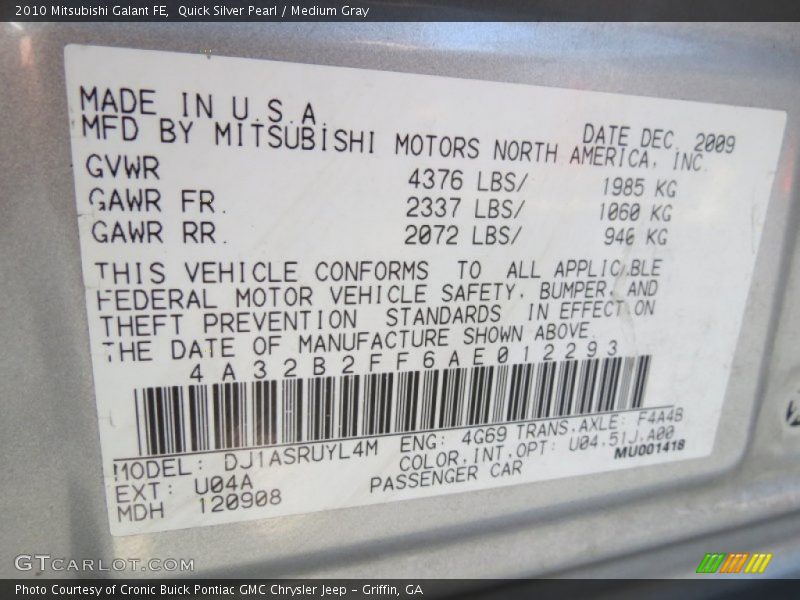 2010 Mitsubishi Galant FE, Quick Silver Pearl / Medium Gray
MADE IN U.S.A. DATE DEC. 2009
MFD BY MITSUBISHI MOTORS NORTH AMERICA, INC.
GVWR 4376 LBS/ 1985 KG
GAWR FR. 2337 LBS/ 1060 KG
GAWR RR. 2072 LBS/ 940 KG
THIS VEHICLE CONFORMS TO ALL APPLICABLE
FEDERAL MOTOR VEHICLE SAFETY, BUMPER, AND
THEFT PREVENTION STANDARDS IN EFFECT ON
THE DATE OF MANUFACTURE SHOWN ABOVE.
4A32B2FF6AE012293
MODEL: DJ1ASRUYL4M ENG: 4G69 TRANS.AXLE: F4A4B
EXT: U04A COLOR.INT.OPT: U04.51J.A00
MDH 120908 PASSENGER CAR MU001418
GTCARLOT.COM
Photo Courtesy of Cronic Buick Pontiac GMC Chrysler Jeep - Griffin, GA